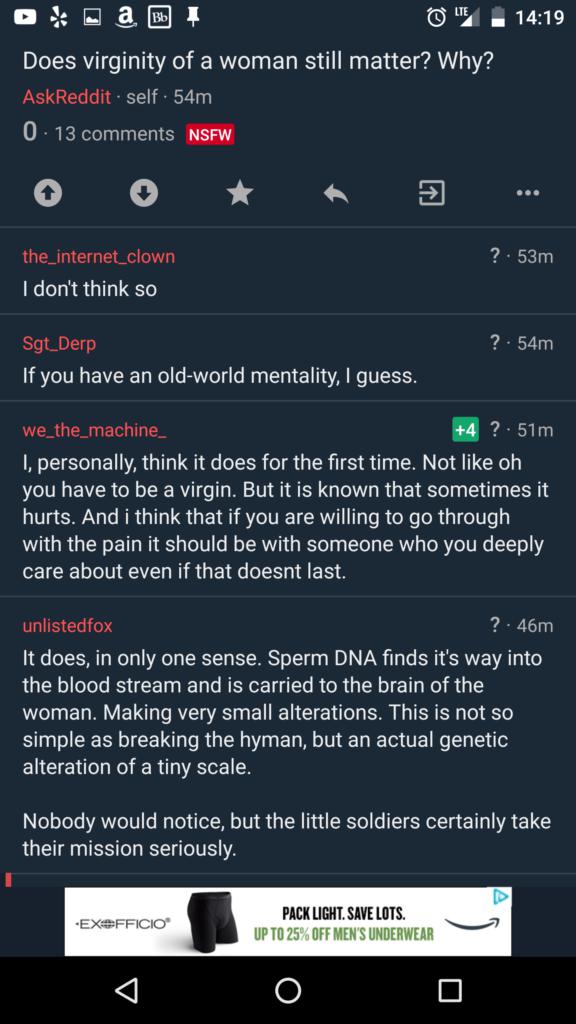 a Bb LTE 14:19
Does virginity of a woman still matter? Why?
AskReddit · self · 54m
0 · 13 comments NSFW
the_internet_clown ? · 53m
I don't think so
Sgt_Derp ? · 54m
If you have an old-world mentality, I guess.
we_the_machine_ +4 ? · 51m
I, personally, think it does for the first time. Not like oh
you have to be a virgin. But it is known that sometimes it
hurts. And i think that if you are willing to go through
with the pain it should be with someone who you deeply
care about even if that doesnt last.
unlistedfox ? · 46m
It does, in only one sense. Sperm DNA finds it's way into
the blood stream and is carried to the brain of the
woman. Making very small alterations. This is not so
simple as breaking the hyman, but an actual genetic
alteration of a tiny scale.
Nobody would notice, but the little soldiers certainly take
their mission seriously.
EXOFFICIO®
PACK LIGHT. SAVE LOTS.
UP TO 25% OFF MEN'S UNDERWEAR